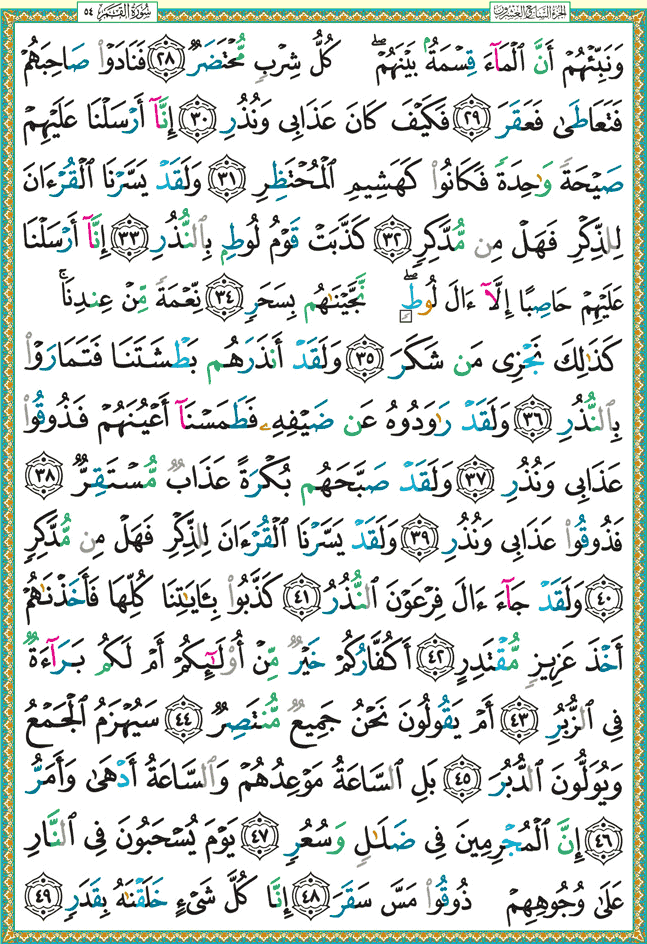 الجزء السابع والعشرون سورة القمر ٥٤
وَنَبِّئْهُمْ أَنَّ ٱلْمَآءَ قِسْمَةٌۢ بَيْنَهُمْ ۖ كُلُّ شِرْبٍ مُّحْتَضَرٌ ٢٨ فَنَادَوْا۟ صَاحِبَهُمْ
فَتَعَاطَىٰ فَعَقَرَ ٢٩ فَكَيْفَ كَانَ عَذَابِى وَنُذُرِ ٣٠ إِنَّآ أَرْسَلْنَا عَلَيْهِمْ
صَيْحَةً وَٰحِدَةً فَكَانُوا۟ كَهَشِيمِ ٱلْمُحْتَظِرِ ٣١ وَلَقَدْ يَسَّرْنَا ٱلْقُرْءَانَ
لِلذِّكْرِ فَهَلْ مِن مُّدَّكِرٍ ٣٢ كَذَّبَتْ قَوْمُ لُوطٍۭ بِٱلنُّذُرِ ٣٣ إِنَّآ أَرْسَلْنَا
عَلَيْهِمْ حَاصِبًا إِلَّآ ءَالَ لُوطٍ ۖ نَّجَّيْنَٰهُم بِسَحَرٍ ٣٤ نِّعْمَةً مِّنْ عِندِنَا ۚ
كَذَٰلِكَ نَجْزِى مَن شَكَرَ ٣٥ وَلَقَدْ أَنذَرَهُم بَطْشَتَنَا فَتَمَارَوْا۟
بِٱلنُّذُرِ ٣٦ وَلَقَدْ رَٰوَدُوهُ عَن ضَيْفِهِۦ فَطَمَسْنَآ أَعْيُنَهُمْ فَذُوقُوا۟
عَذَابِى وَنُذُرِ ٣٧ وَلَقَدْ صَبَّحَهُم بُكْرَةً عَذَابٌ مُّسْتَقِرٌّ ٣٨
فَذُوقُوا۟ عَذَابِى وَنُذُرِ ٣٩ وَلَقَدْ يَسَّرْنَا ٱلْقُرْءَانَ لِلذِّكْرِ فَهَلْ مِن مُّدَّكِرٍ
٤٠ وَلَقَدْ جَآءَ ءَالَ فِرْعَوْنَ ٱلنُّذُرُ ٤١ كَذَّبُوا۟ بِـَٔايَٰتِنَا كُلِّهَا فَأَخَذْنَٰهُمْ
أَخْذَ عَزِيزٍ مُّقْتَدِرٍ ٤٢ أَكُفَّارُكُمْ خَيْرٌ مِّنْ أُو۟لَٰٓئِكُمْ أَمْ لَكُم بَرَآءَةٌ
فِى ٱلزُّبُرِ ٤٣ أَمْ يَقُولُونَ نَحْنُ جَمِيعٌ مُّنتَصِرٌ ٤٤ سَيُهْزَمُ ٱلْجَمْعُ
وَيُوَلُّونَ ٱلدُّبُرَ ٤٥ بَلِ ٱلسَّاعَةُ مَوْعِدُهُمْ وَٱلسَّاعَةُ أَدْهَىٰ وَأَمَرُّ
٤٦ إِنَّ ٱلْمُجْرِمِينَ فِى ضَلَٰلٍ وَسُعُرٍ ٤٧ يَوْمَ يُسْحَبُونَ فِى ٱلنَّارِ
عَلَىٰ وُجُوهِهِمْ ذُوقُوا۟ مَسَّ سَقَرَ ٤٨ إِنَّا كُلَّ شَىْءٍ خَلَقْنَٰهُ بِقَدَرٍ ٤٩